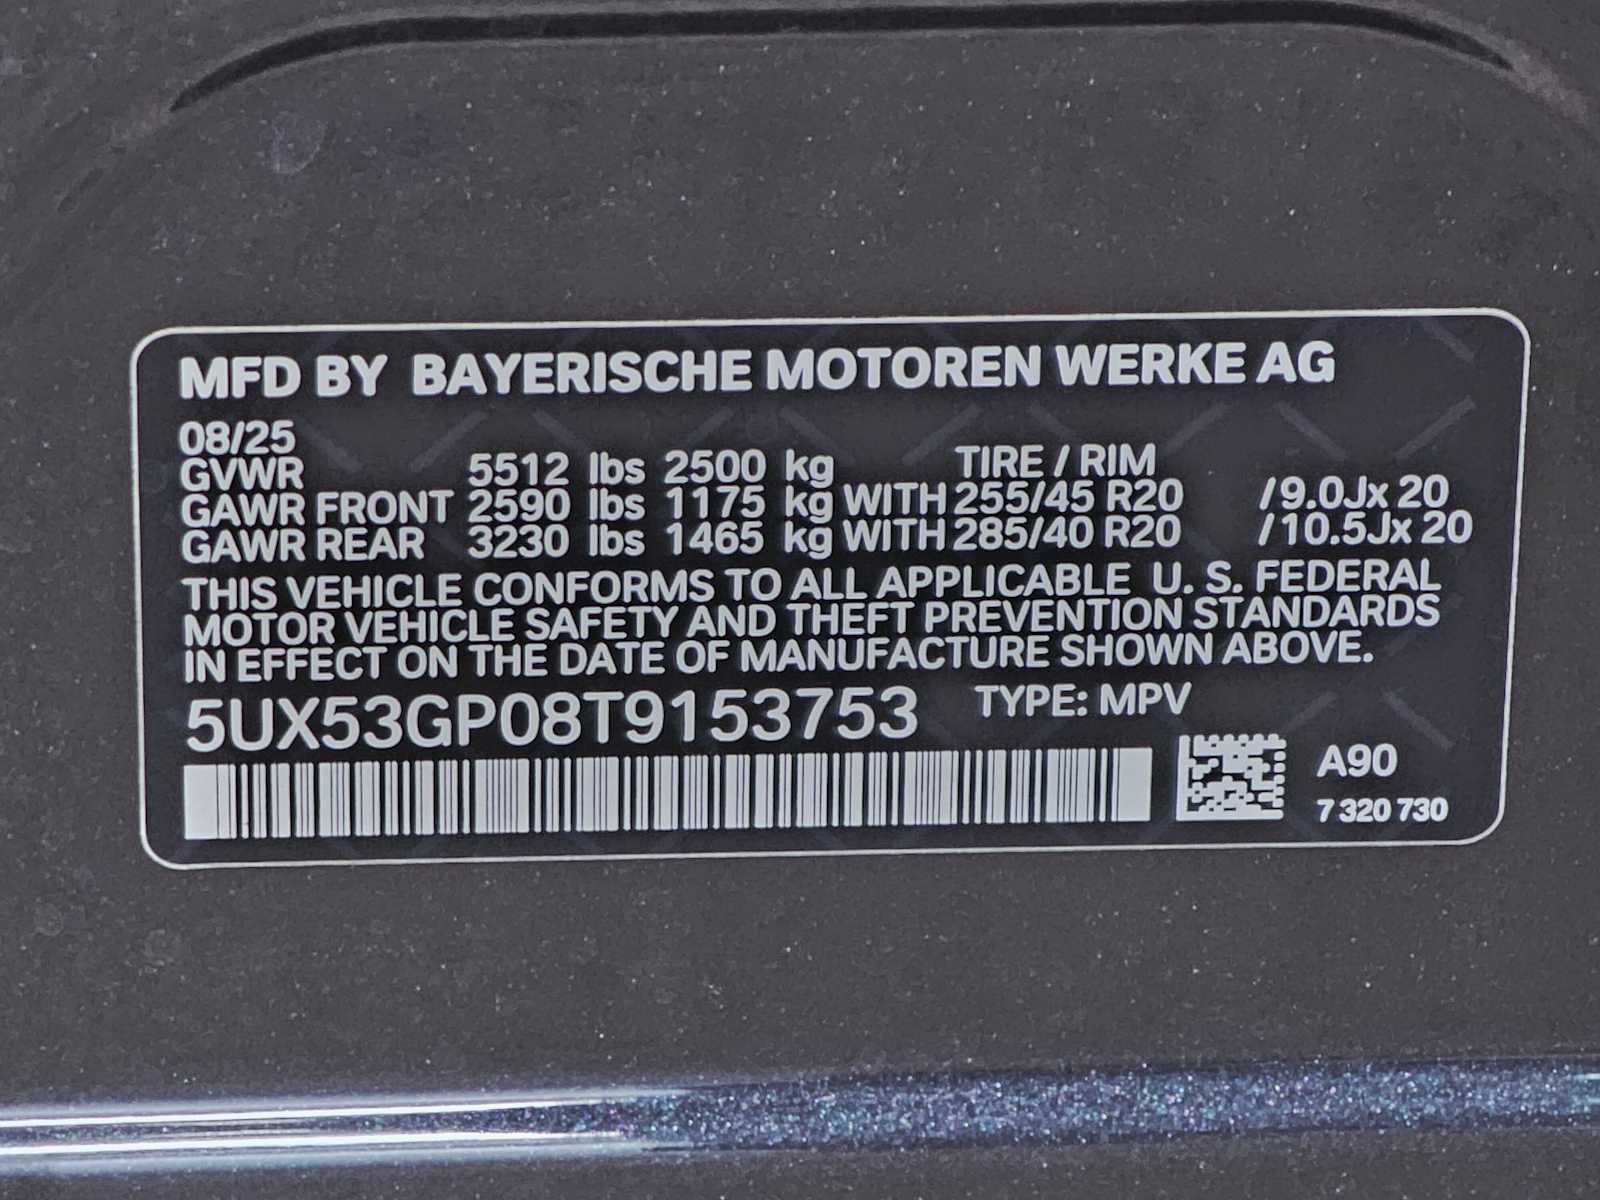 MFD BY BAYERISCHE MOTOREN WERKE AG
08/25
GVWR 5512 lbs 2500 kg TIRE / RIM
GAWR FRONT 2590 lbs 1175 kg WITH 255/45 R20 /9.0Jx 20
GAWR REAR 3230 lbs 1465 kg WITH 285/40 R20 /10.5Jx 20
THIS VEHICLE CONFORMS TO ALL APPLICABLE U. S. FEDERAL
MOTOR VEHICLE SAFETY AND THEFT PREVENTION STANDARDS
IN EFFECT ON THE DATE OF MANUFACTURE SHOWN ABOVE.
5UX53GP08T9153753 TYPE: MPV
A90
7 320 730